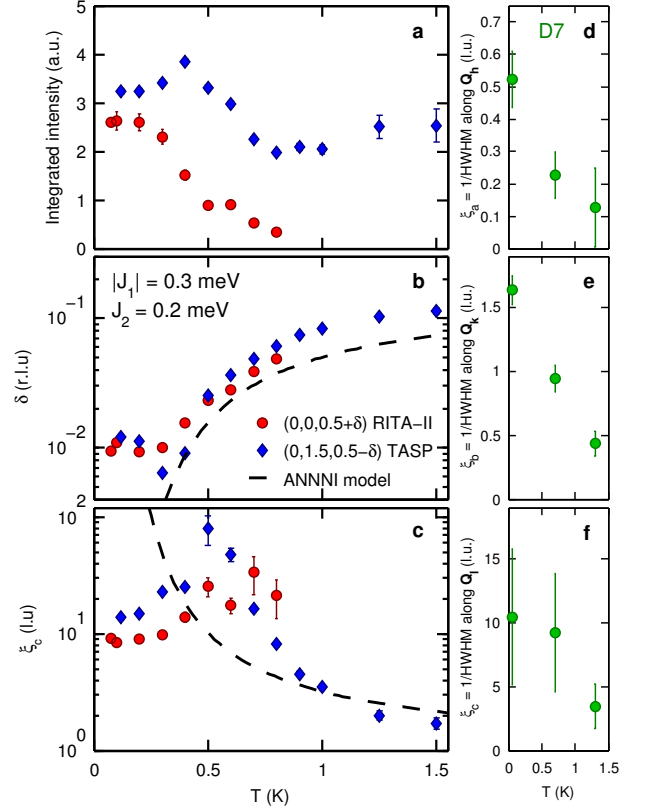 a
Integrated intensity (a.u.)
5
4
3
2
1
0
b
|J₁| = 0.3 meV
J₂ = 0.2 meV
δ (r.l.u)
10⁻¹
10⁻²
2
(0,0,0.5+δ) RITA−II
(0,1.5,0.5−δ) TASP
ANNNI model
c
ξc (l.u)
10²
10¹
10⁰
0
0.5
1
1.5
T (K)
D7
d
ξₐ = 1/HWHM along Qₕ (l.u.)
0.7
0.6
0.5
0.4
0.3
0.2
0.1
0
e
ξb = 1/HWHM along Qₖ (l.u.)
1.5
1
0.5
0
f
ξc = 1/HWHM along Qₗ (l.u.)
15
10
5
0
0
0.5
1
1.5
T (K)